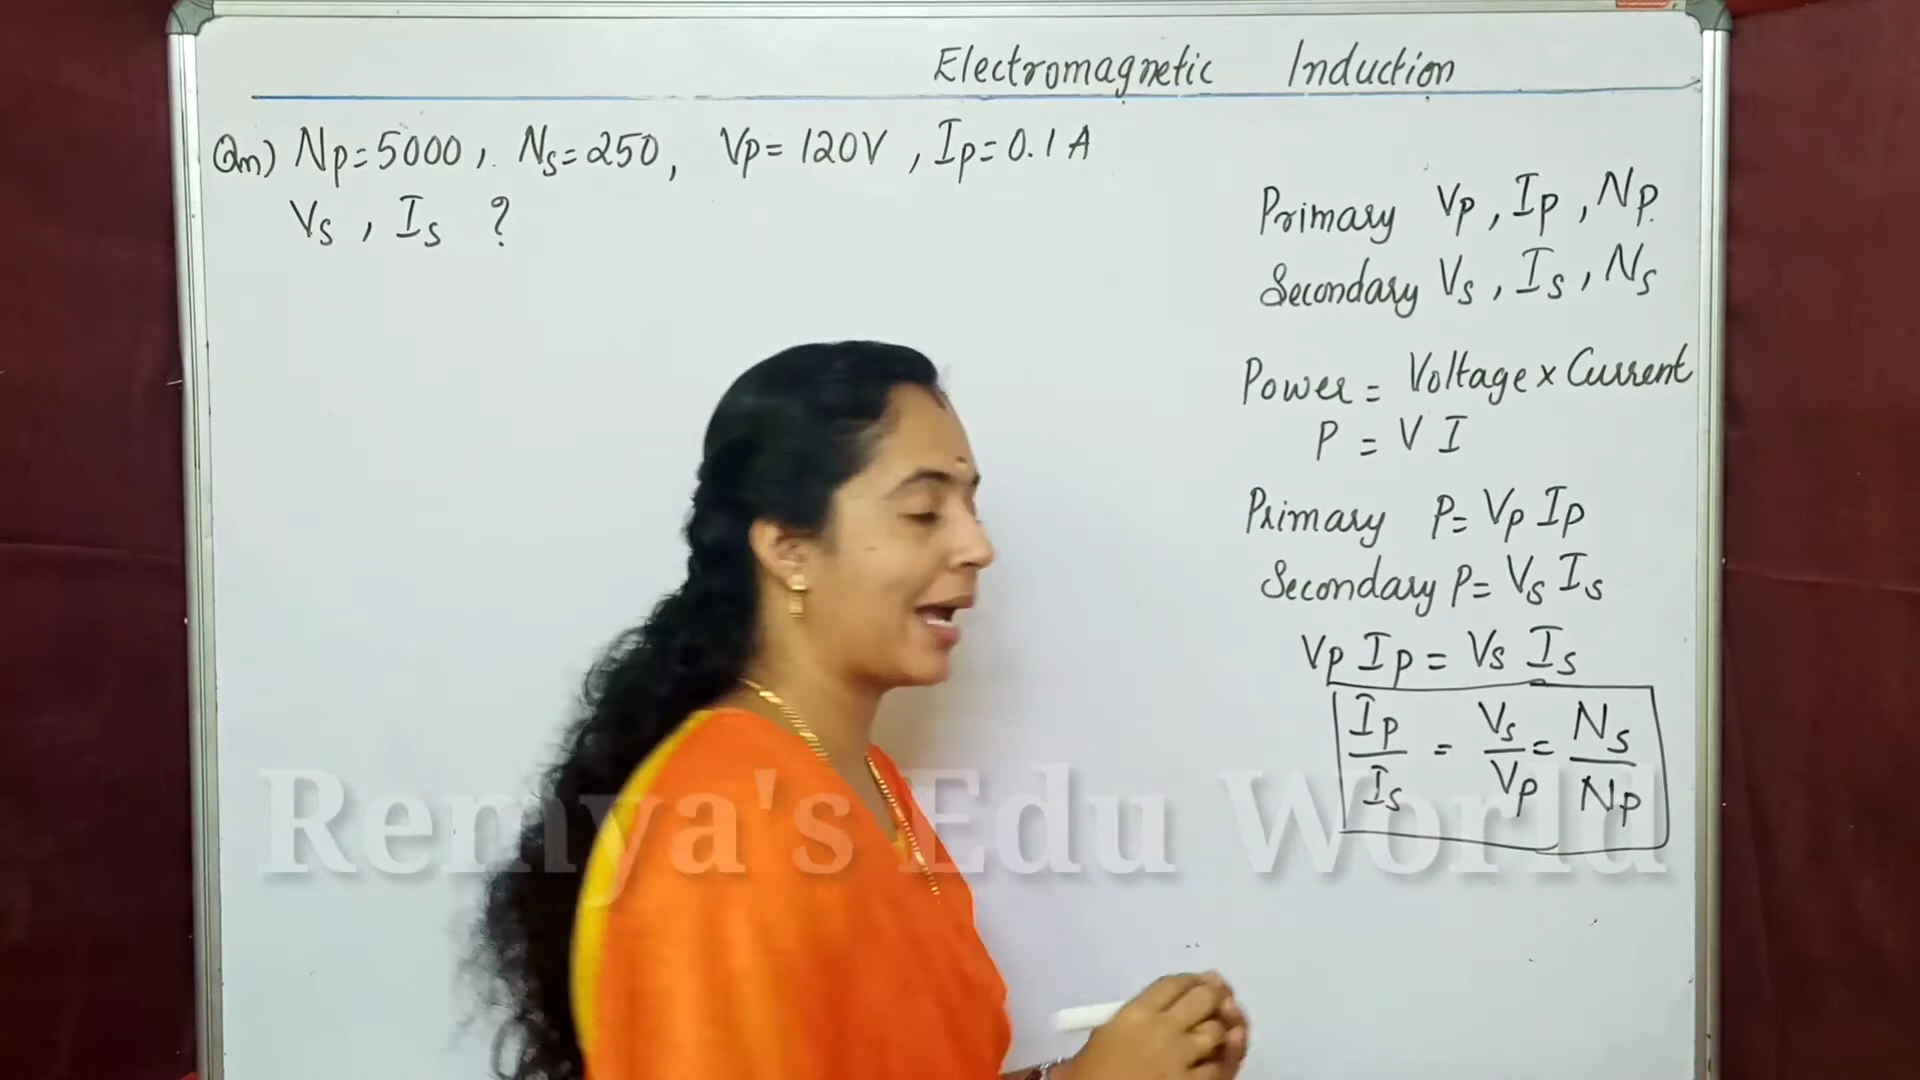 Electromagnetic Induction
Qn) Np=5000, Ns=250, Vp=120V, Ip=0.1A
Vs, Is ?
Primary Vp, Ip, Np.
Secondary Vs, Is, Ns
Power = Voltage x Current
P = V I
Primary P= Vp Ip
Secondary P= Vs Is
Vp Ip = Vs Is
Ip/Is = Vs/Vp = Ns/Np
Remya's Edu World